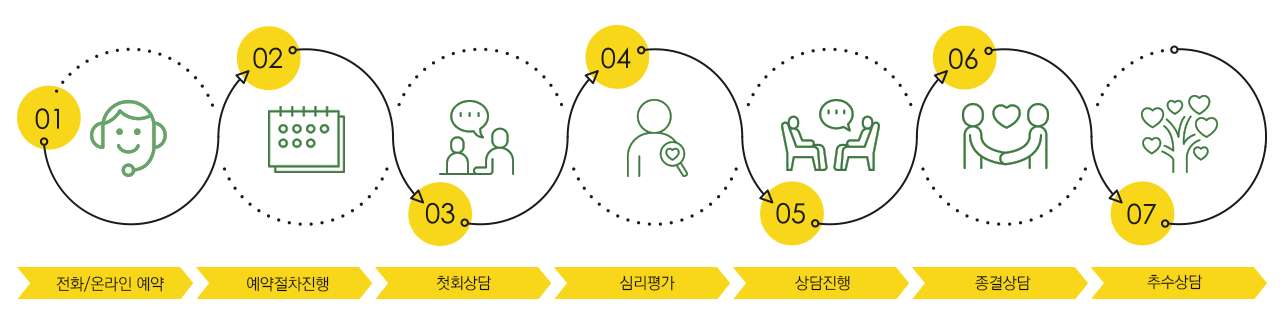 01
02
03
04
05
06
07
전화/온라인 예약
예약절차진행
첫회상담
심리평가
상담진행
종결상담
추수상담